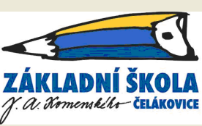 ZÁKLADNÍ ŠKOLA
J. A. Komenského ČELÁKOVICE